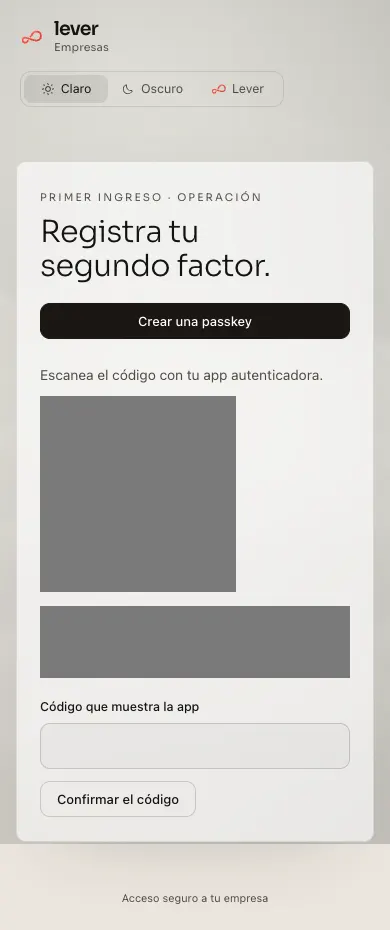 lever
Empresas
Claro
Oscuro
Lever
PRIMER INGRESO · OPERACIÓN
Registra tu
segundo factor.
Crear una passkey
Escanea el código con tu app autenticadora.
Código que muestra la app
Confirmar el código
Acceso seguro a tu empresa